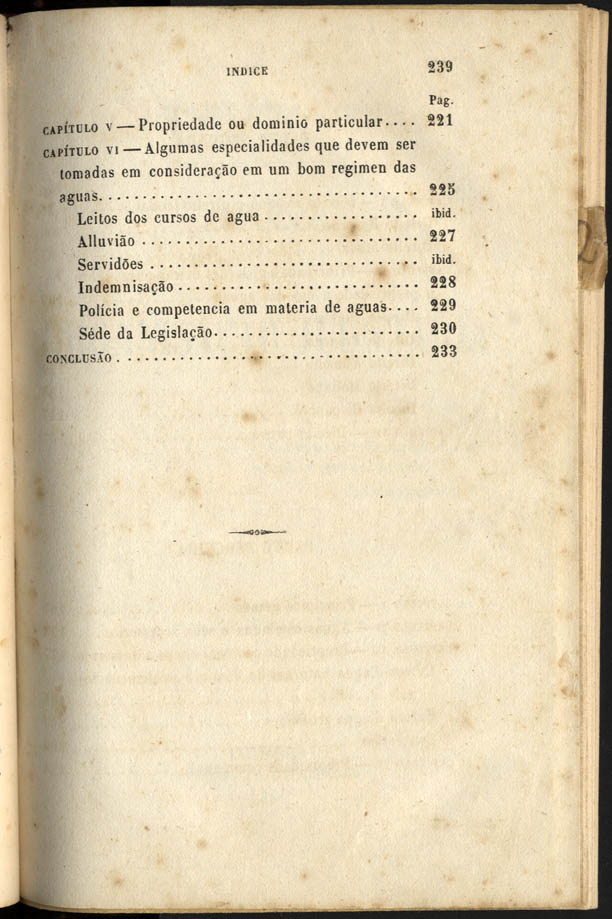 INDICE 239
Pag.
CAPÍTULO V — Propriedade ou dominio particular.... 221
CAPÍTULO VI — Algumas especialidades que devem ser
tomadas em consideração em um bom regimen das
aguas. ................................... 225
Leitos dos cursos de agua .................. ibid.
Alluvião ................................ 227
Servidões ............................... ibid.
Indemnisação ............................ 228
Polícia e competencia em materia de aguas.... 229
Séde da Legislação....................... 230
CONCLUSÃO .................................. 233
2